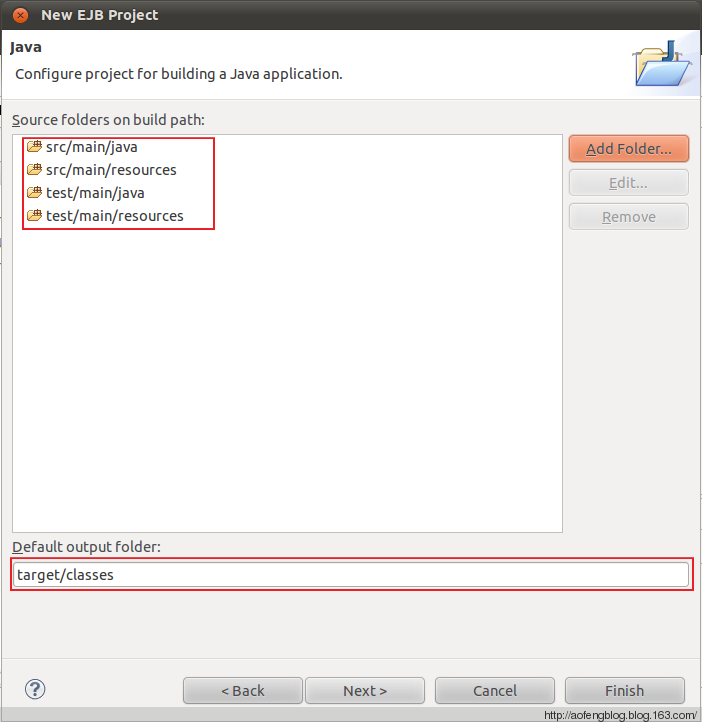 New EJB Project
Java
Configure project for building a Java application.
Source folders on build path:
src/main/java
src/main/resources
test/main/java
test/main/resources
Add Folder...
Edit...
Remove
Default output folder:
target/classes
?
< Back
Next >
Cancel
Finish
http://aofengblog.blog.163.com/